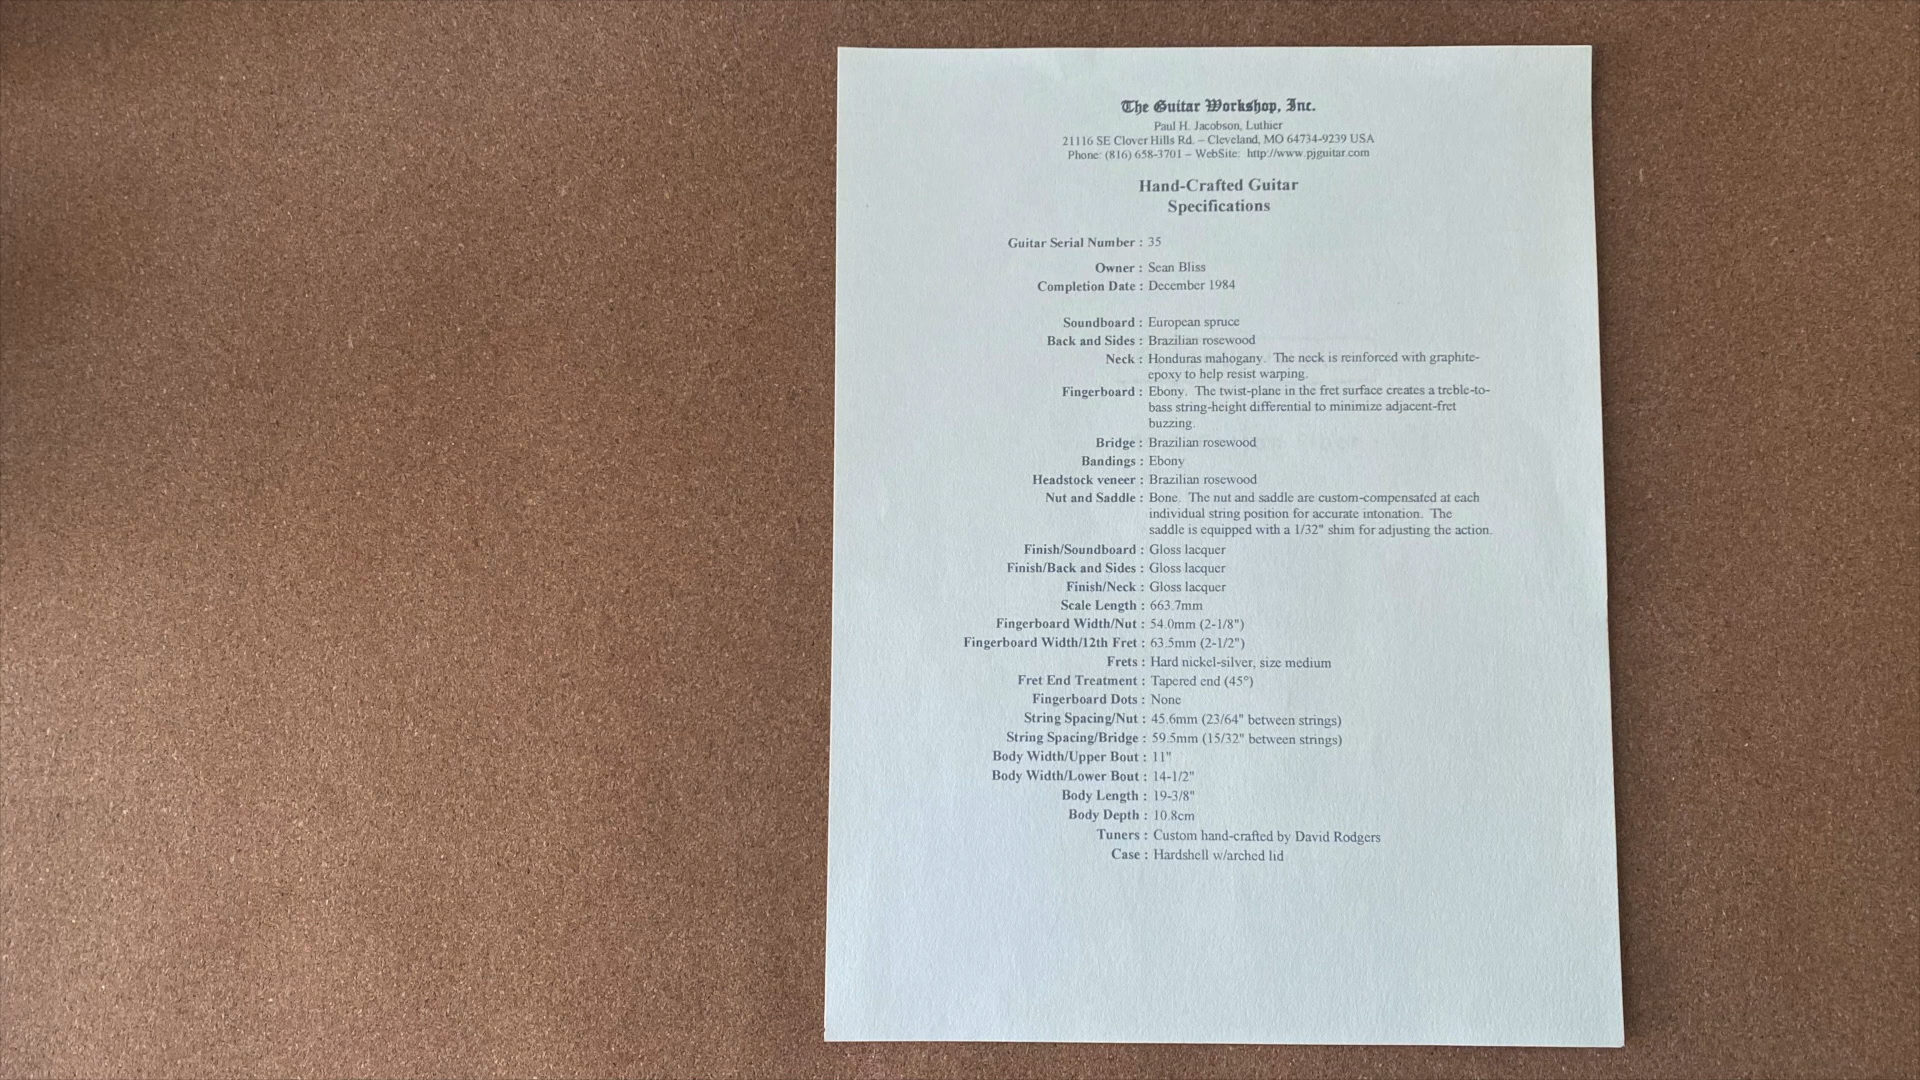 The Guitar Workshop, Inc.
Paul H. Jacobson, Luthier
21116 SE Clover Hills Rd. – Cleveland, MO 64734-9239 USA
Phone: (816) 658-3701 – WebSite: http://www.pjguitar.com
Hand-Crafted Guitar
Specifications
Guitar Serial Number : 35
Owner : Sean Bliss
Completion Date : December 1984
Soundboard : European spruce
Back and Sides : Brazilian rosewood
Neck : Honduras mahogany. The neck is reinforced with graphite-
epoxy to help resist warping.
Fingerboard : Ebony. The twist-plane in the fret surface creates a treble-to-
bass string-height differential to minimize adjacent-fret
buzzing.
Bridge : Brazilian rosewood
Bandings : Ebony
Headstock veneer : Brazilian rosewood
Nut and Saddle : Bone. The nut and saddle are custom-compensated at each
individual string position for accurate intonation. The
saddle is equipped with a 1/32" shim for adjusting the action.
Finish/Soundboard : Gloss lacquer
Finish/Back and Sides : Gloss lacquer
Finish/Neck : Gloss lacquer
Scale Length : 663.7mm
Fingerboard Width/Nut : 54.0mm (2-1/8")
Fingerboard Width/12th Fret : 63.5mm (2-1/2")
Frets : Hard nickel-silver, size medium
Fret End Treatment : Tapered end (45°)
Fingerboard Dots : None
String Spacing/Nut : 45.6mm (23/64" between strings)
String Spacing/Bridge : 59.5mm (15/32" between strings)
Body Width/Upper Bout : 11"
Body Width/Lower Bout : 14-1/2"
Body Length : 19-3/8"
Body Depth : 10.8cm
Tuners : Custom hand-crafted by David Rodgers
Case : Hardshell w/arched lid